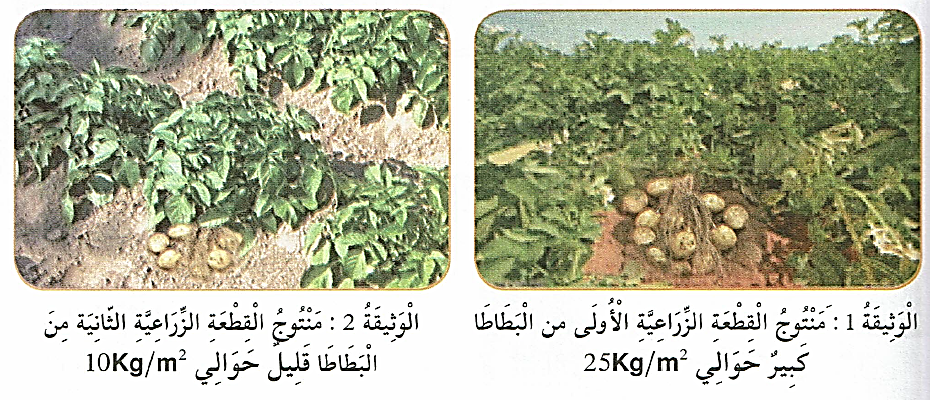 الْوَثِيقَةُ 1 : مَنْتُوجُ الْقِطْعَةِ الزِّرَاعِيَّةِ الْأُولَى من الْبَطَاطَا
كَبِيرٌ حَوَالِي 25Kg/m²
الْوَثِيقَةُ 2 : مَنْتُوجُ الْقِطْعَةِ الزِّرَاعِيَّةِ الثَّانِيَة مِنَ
الْبَطَاطَا قَلِيلٌ حَوَالِي 10Kg/m²